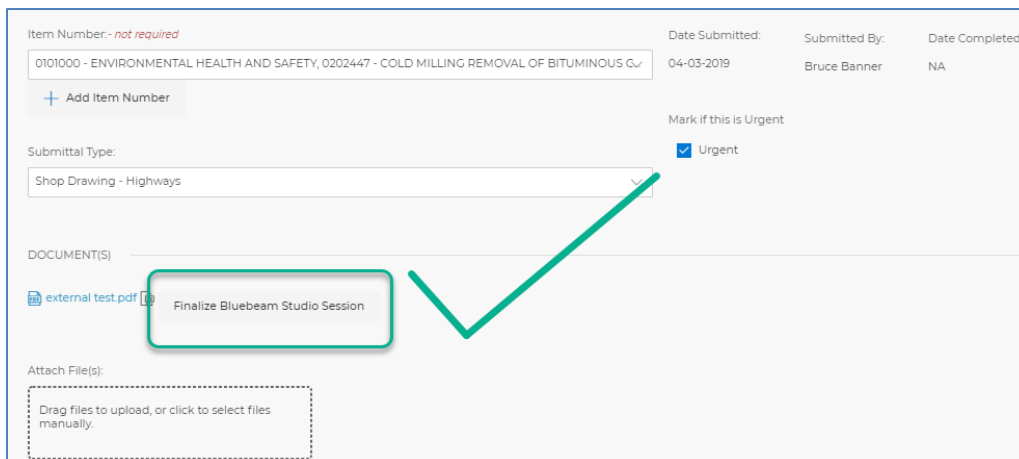 Item Number:- not required
0101000 - ENVIRONMENTAL HEALTH AND SAFETY, 0202447 - COLD MILLING REMOVAL OF BITUMINOUS
Add Item Number
Date Submitted:
04-03-2019
Submitted By:
Bruce Banner
Date Completed
NA
Mark if this is Urgent
Urgent
Submittal Type:
Shop Drawing - Highways
DOCUMENT(S)
external test.pdf
Finalize Bluebeam Studio Session
Attach File(s):
Drag files to upload, or click to select files
manually.